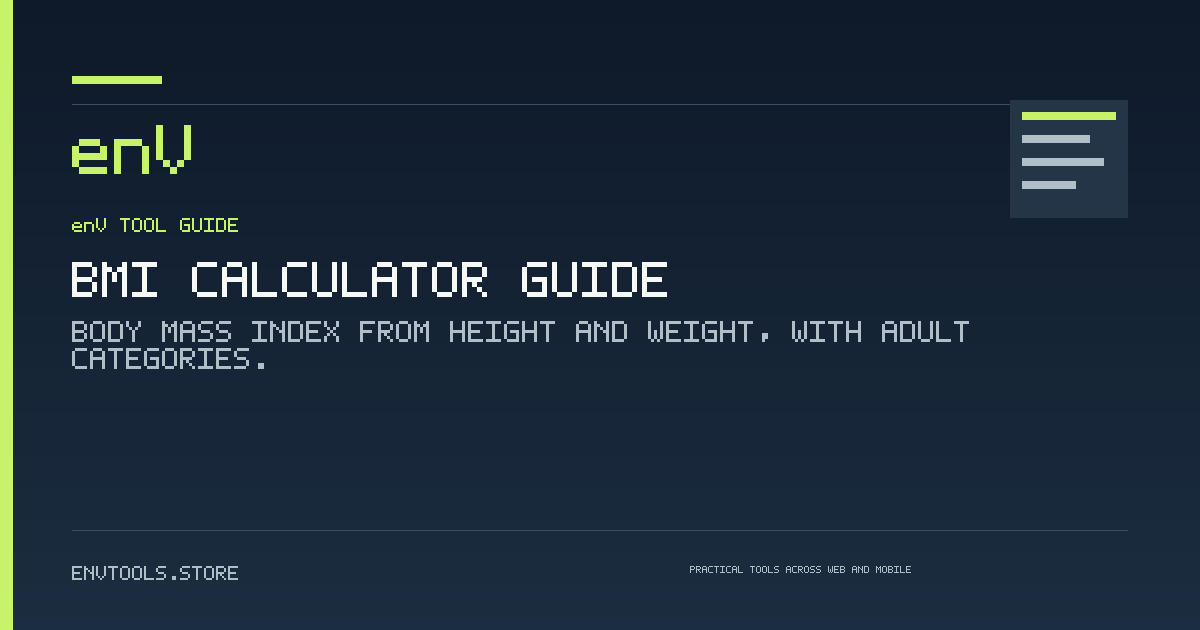 enV
enV TOOL GUIDE
BMI CALCULATOR GUIDE
BODY MASS INDEX FROM HEIGHT AND WEIGHT, WITH ADULT
CATEGORIES.
ENVTOOLS.STORE
PRACTICAL TOOLS ACROSS WEB AND MOBILE